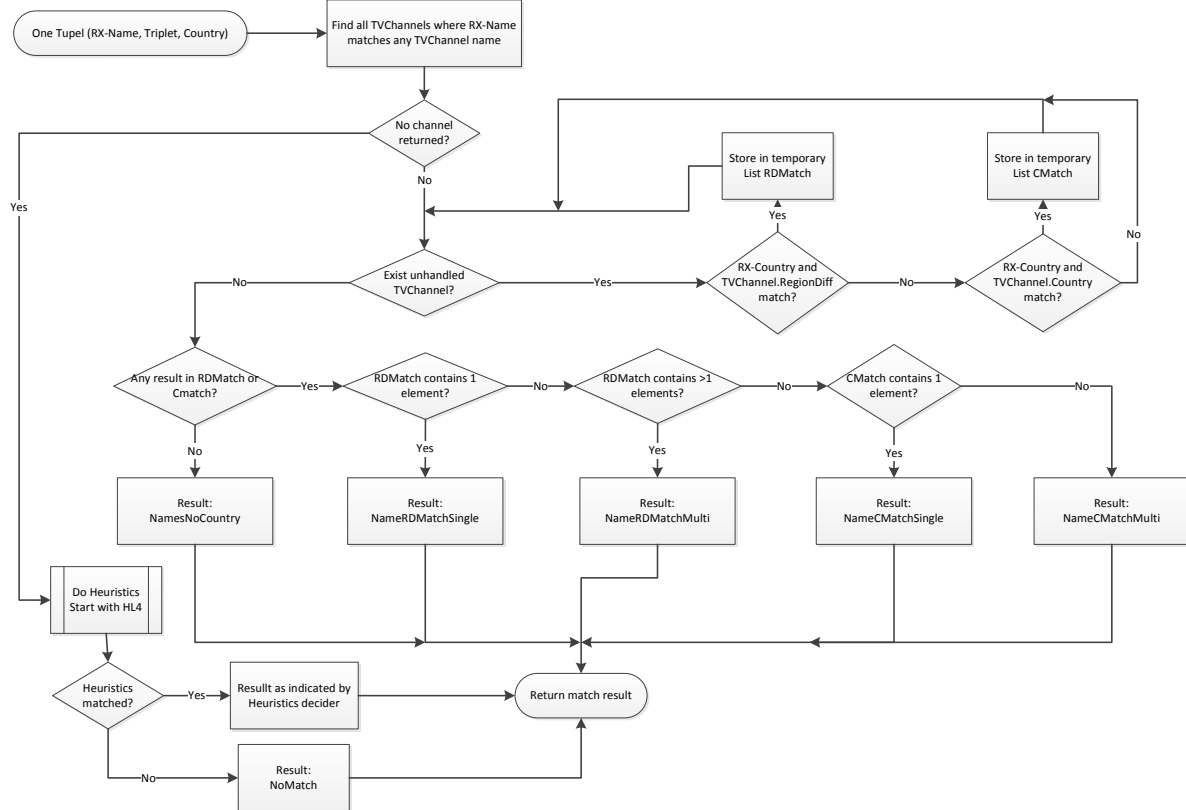 One Tupel (RX-Name, Triplet, Country)
Find all TVChannels where RX-Name
matches any TVChannel name
No channel
returned?
Yes
No
Store in temporary
List RDMatch
Store in temporary
List CMatch
Yes
Yes
No
Exist unhandled
TVChannel?
No
Yes
RX-Country and
TVChannel.RegionDiff
match?
No
RX-Country and
TVChannel.Country
match?
Any result in RDMatch or
Cmatch?
Yes
RDMatch contains 1
element?
No
RDMatch contains >1
elements?
No
CMatch contains 1
element?
No
No
Yes
Yes
Yes
Result:
NamesNoCountry
Result:
NameRDMatchSingle
Result:
NameRDMatchMulti
Result:
NameCMatchSingle
Result:
NameCMatchMulti
Do Heuristics
Start with HL4
Heuristics
matched?
Yes
Resullt as indicated by
Heuristics decider
Return match result
No
Result:
NoMatch